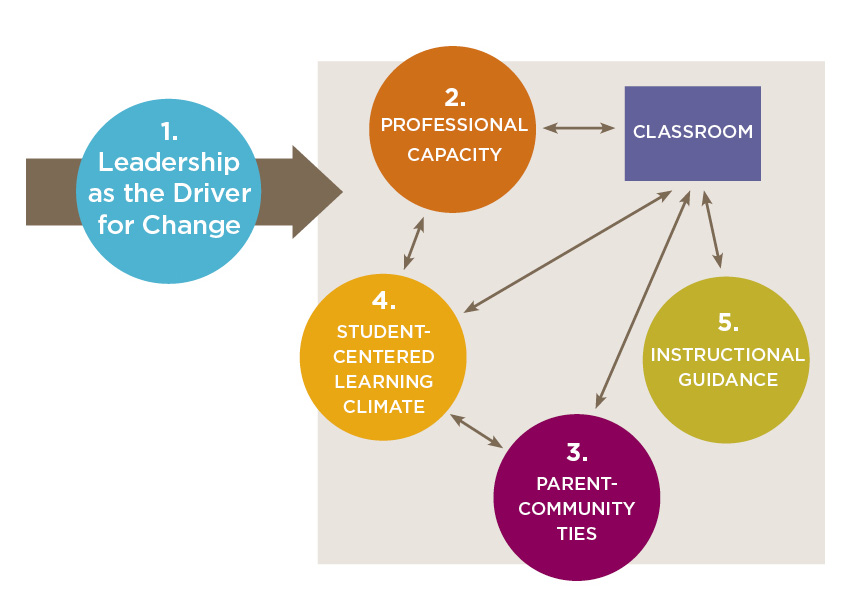 1.
Leadership
as the Driver
for Change
2.
PROFESSIONAL
CAPACITY
CLASSROOM
4.
STUDENT-
CENTERED
LEARNING
CLIMATE
5.
INSTRUCTIONAL
GUIDANCE
3.
PARENT-
COMMUNITY
TIES